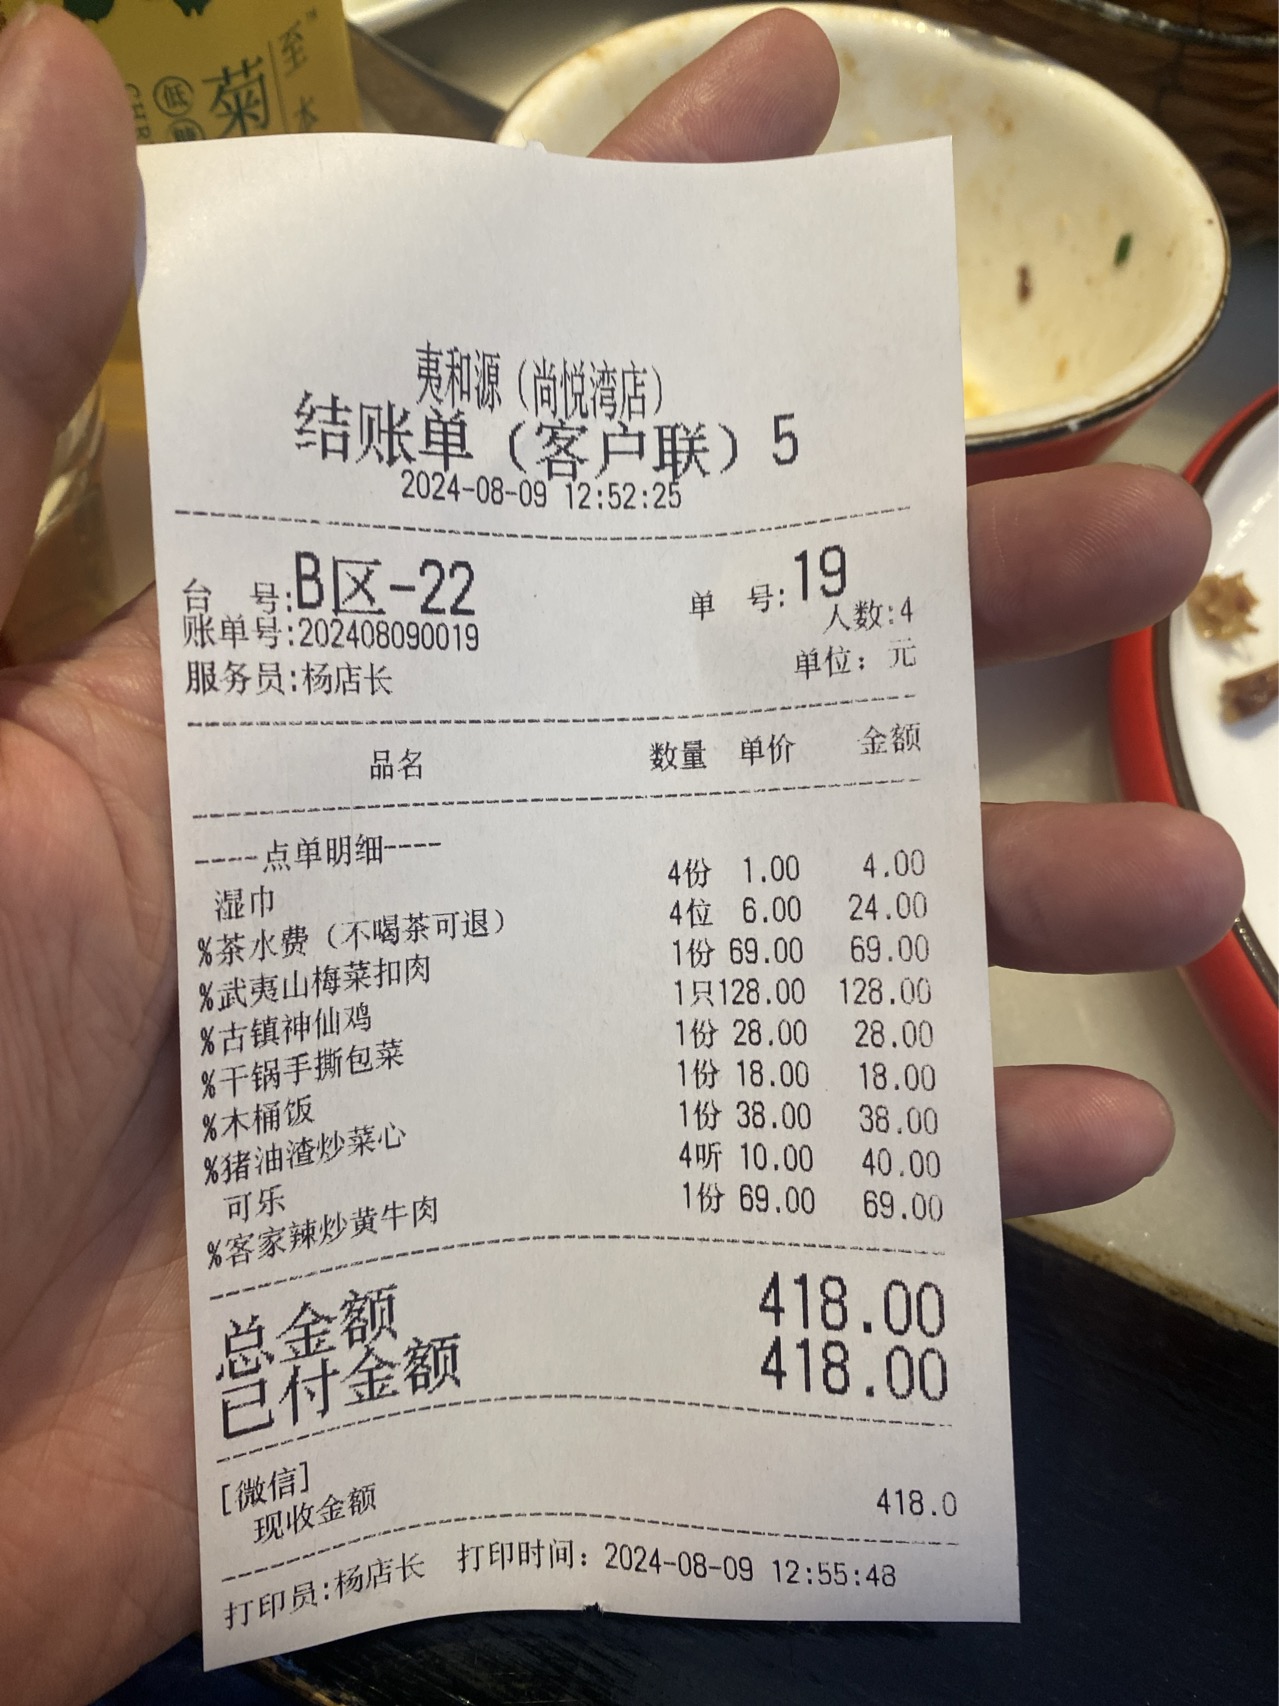 至
本
菊
低
糖
夷和源（尚悦湾店）
结账单（客户联）5
2024-08-09 12:52:25
台 号:B区-22 单 号:19
账单号:202408090019 人数:4
服务员:杨店长 单位: 元
品名 数量 单价 金额
-----点单明细----
湿巾 4份 1.00 4.00
%茶水费（不喝茶可退） 4位 6.00 24.00
%武夷山梅菜扣肉 1份 69.00 69.00
%古镇神仙鸡 1只128.00 128.00
%干锅手撕包菜 1份 28.00 28.00
%木桶饭 1份 18.00 18.00
%猪油渣炒菜心 1份 38.00 38.00
可乐 4听 10.00 40.00
%客家辣炒黄牛肉 1份 69.00 69.00
总金额 418.00
已付金额 418.00
[微信]
现收金额 418.0
打印员:杨店长 打印时间: 2024-08-09 12:55:48